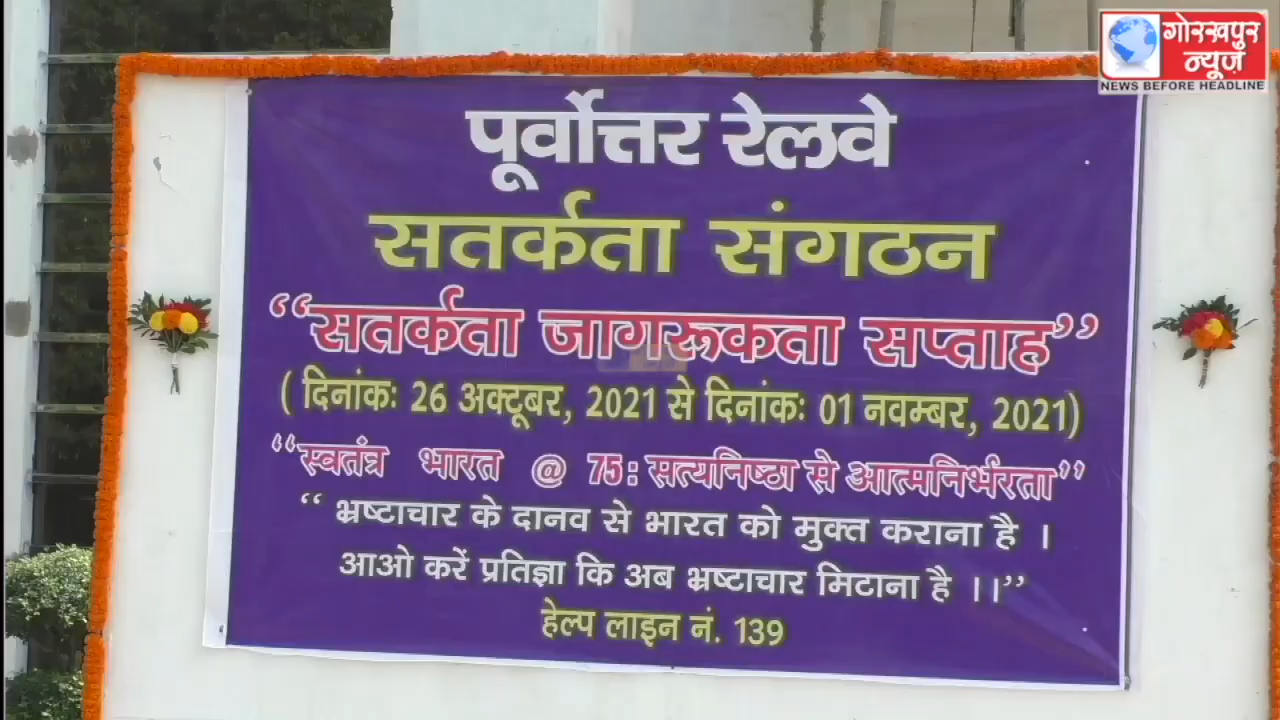 गोरखपुर
न्यूज़
NEWS BEFORE HEADLINE
पूर्वोत्तर रेलवे
सतर्कता संगठन
“सतर्कता जागरूकता सप्ताह”
( दिनांकः 26 अक्टूबर, 2021 से दिनांकः 01 नवम्बर, 2021)
“स्वतंत्र भारत @ 75: सत्यनिष्ठा से आत्मनिर्भरता”
“ भ्रष्टाचार के दानव से भारत को मुक्त कराना है ।
आओ करें प्रतिज्ञा कि अब भ्रष्टाचार मिटाना है ।।”
हेल्प लाइन नं. 139